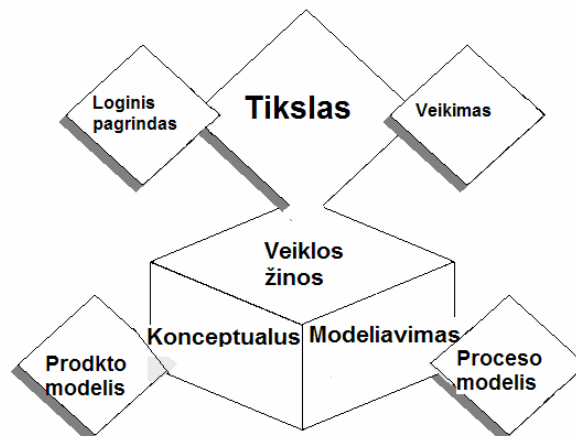 Loginis
pagrindas
Tikslas
Veikimas
Veiklos
žinos
Konceptualus
Modeliavimas
Prodkto
modelis
Proceso
modelis